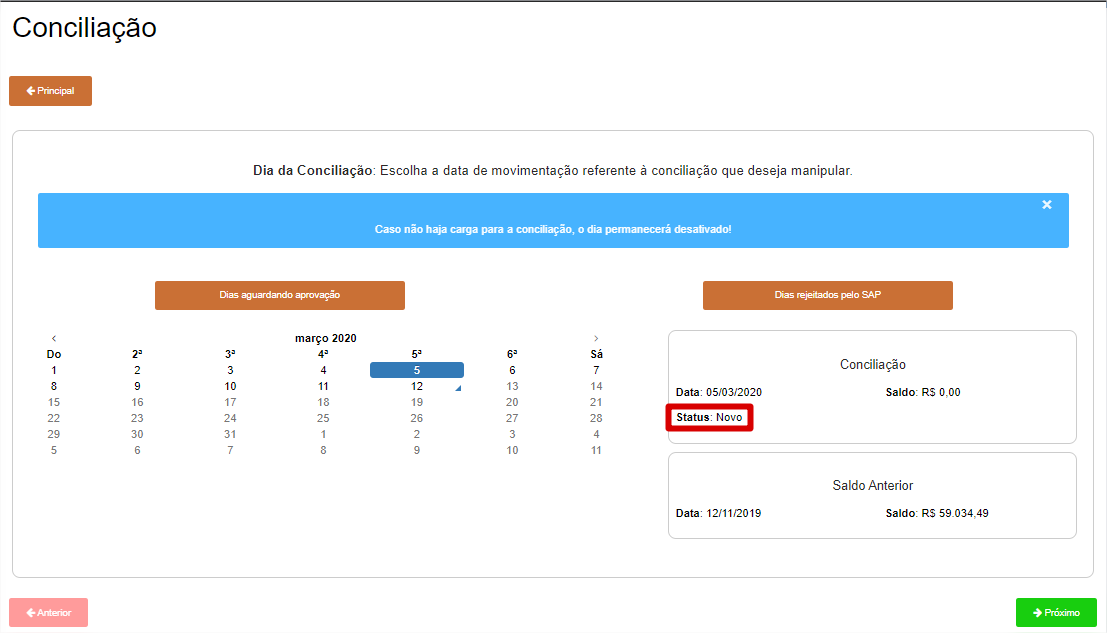 Conciliação
Principal
Dia da Conciliação: Escolha a data de movimentação referente à conciliação que deseja manipular.
×
Caso não haja carga para a conciliação, o dia permanecerá desativado!
Dias aguardando aprovação
Dias rejeitados pelo SAP
‹ março 2020 ›
Do 2ª 3ª 4ª 5ª 6ª Sá
1 2 3 4 5 6 7
8 9 10 11 12 13 14
15 16 17 18 19 20 21
22 23 24 25 26 27 28
29 30 31 1 2 3 4
5 6 7 8 9 10 11
Conciliação
Data: 05/03/2020 Saldo: R$ 0,00
Status: Novo
Saldo Anterior
Data: 12/11/2019 Saldo: R$ 59.034,49
Anterior
Próximo